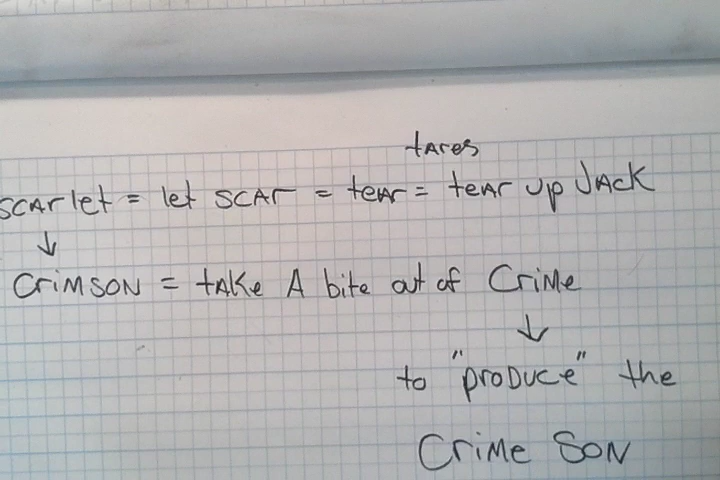 tares
SCARlet = let SCAR = teAr = teAr up JAcK
↓
CriMSON = tAKe A bite out of CriMe
↓
to "proDuce" the
CriMe SON